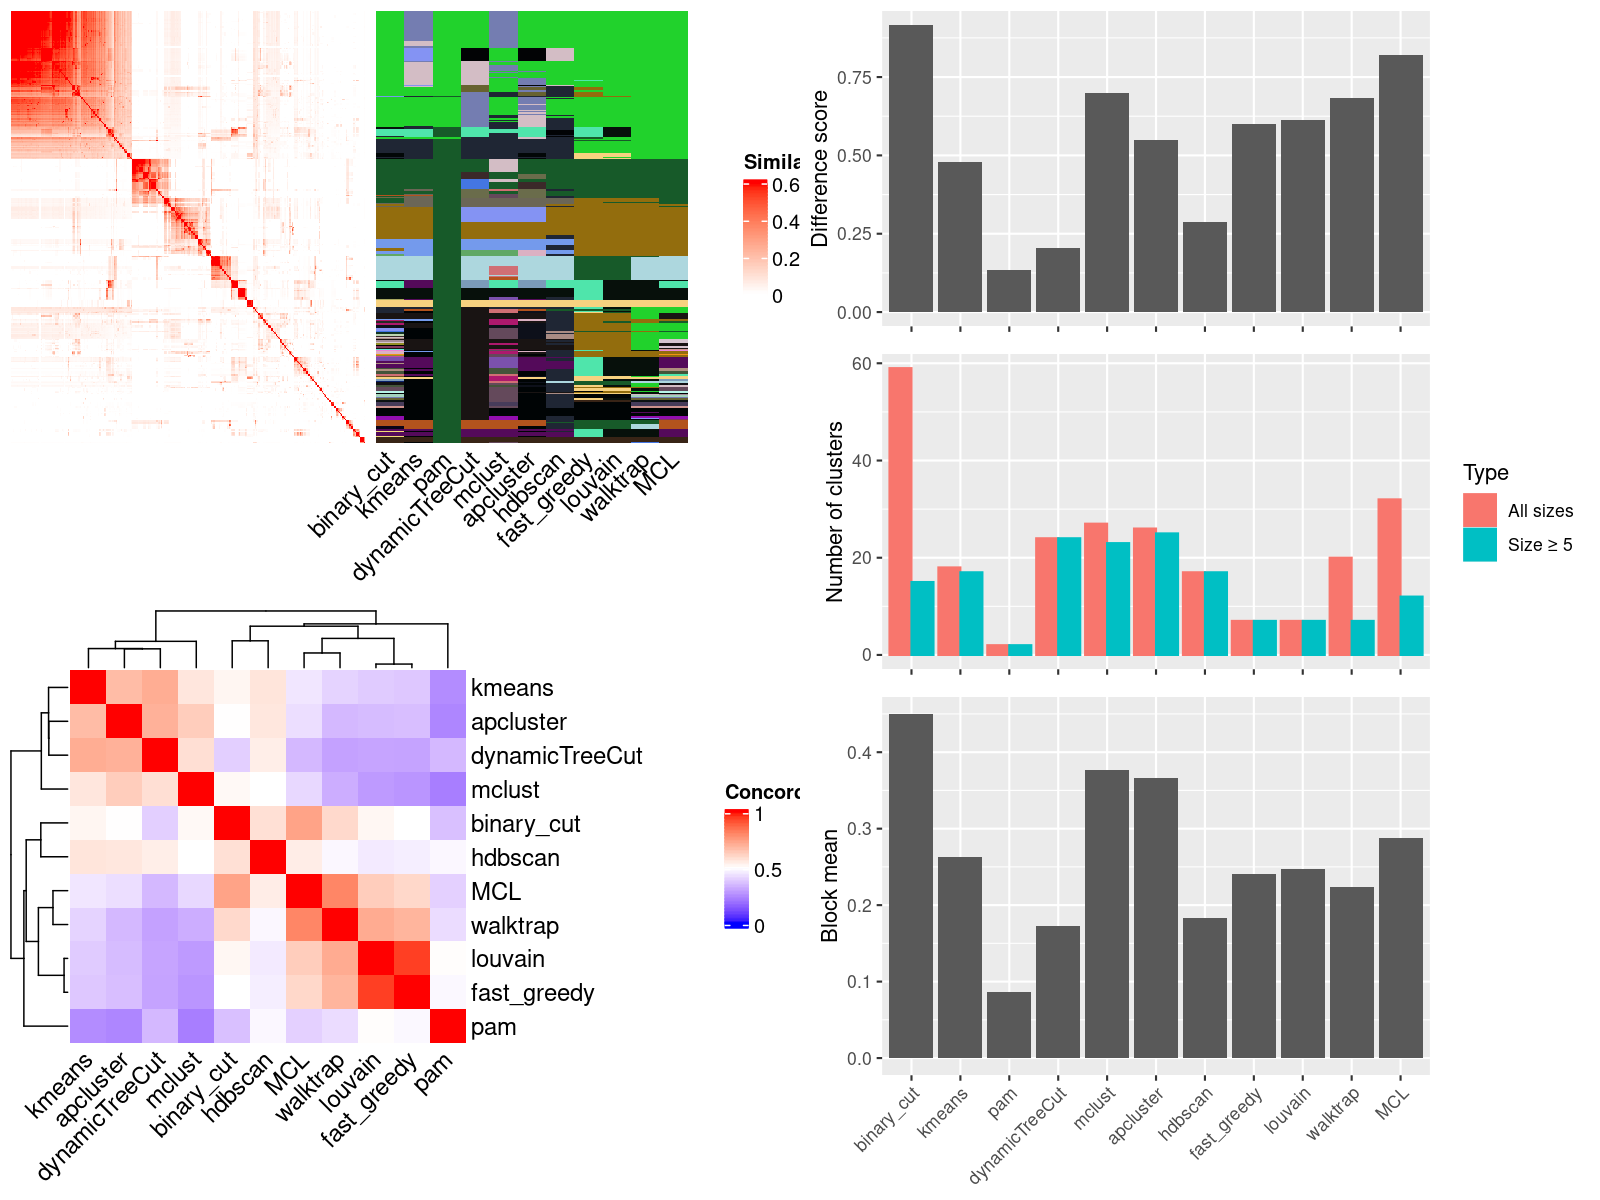 Simila
0.6
0.4
0.2
0
binary_cut
kmeans
pam
dynamicTreeCut
mclust
apcluster
hdbscan
fast_greedy
louvain
walktrap
MCL
Difference score
0.75
0.50
0.25
0.00
Number of clusters
60
40
20
0
Type
All sizes
Size ≥ 5
kmeans
apcluster
dynamicTreeCut
mclust
binary_cut
hdbscan
MCL
walktrap
louvain
fast_greedy
pam
kmeans
apcluster
dynamicTreeCut
mclust
binary_cut
hdbscan
MCL
walktrap
louvain
fast_greedy
pam
Concord
1
0.5
0
Block mean
0.4
0.3
0.2
0.1
0.0
binary_cut
kmeans
pam
dynamicTreeCut
mclust
apcluster
hdbscan
fast_greedy
louvain
walktrap
MCL